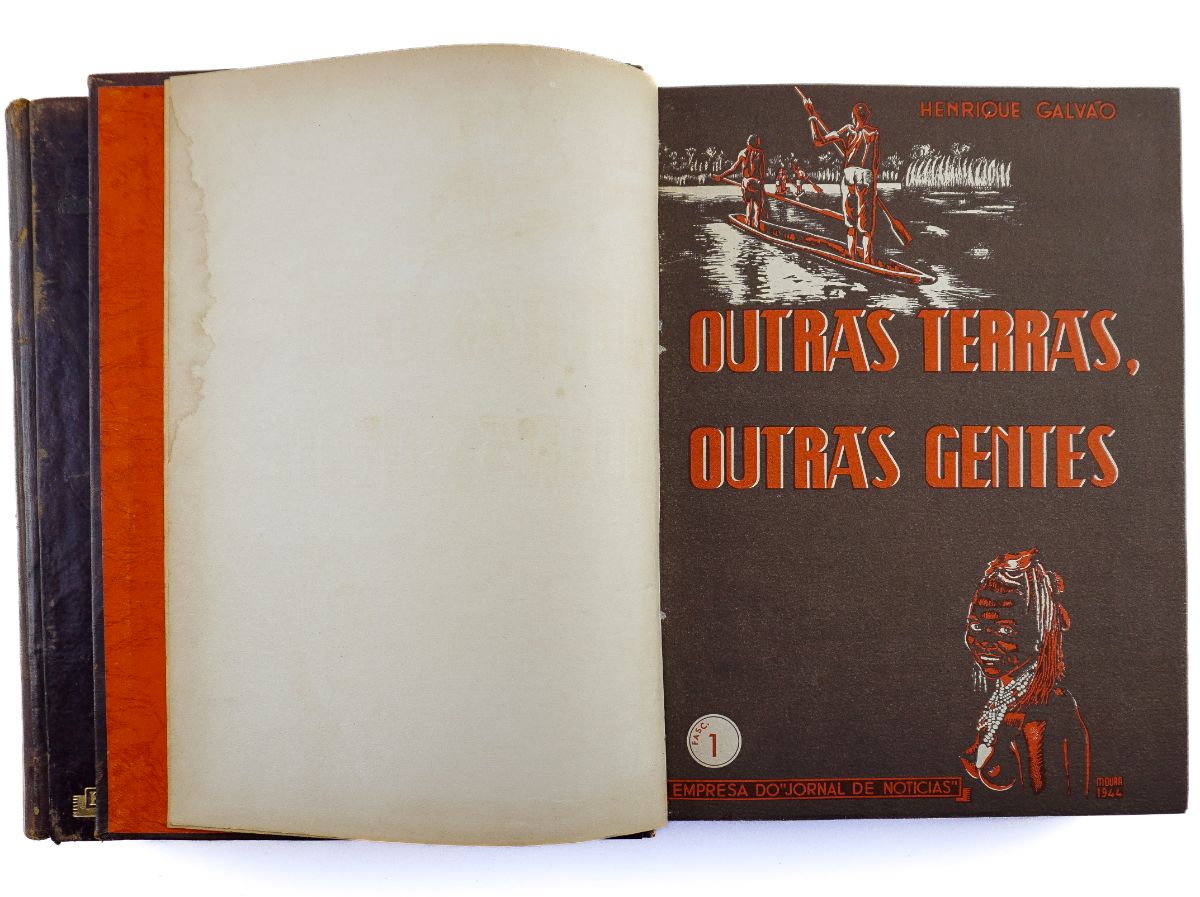 HENRIQUE GALVÃO
OUTRAS TERRAS,
OUTRAS GENTES
FASC.
1
EMPRESA DO "JORNAL DE NOTICIAS"
MOURA
1944